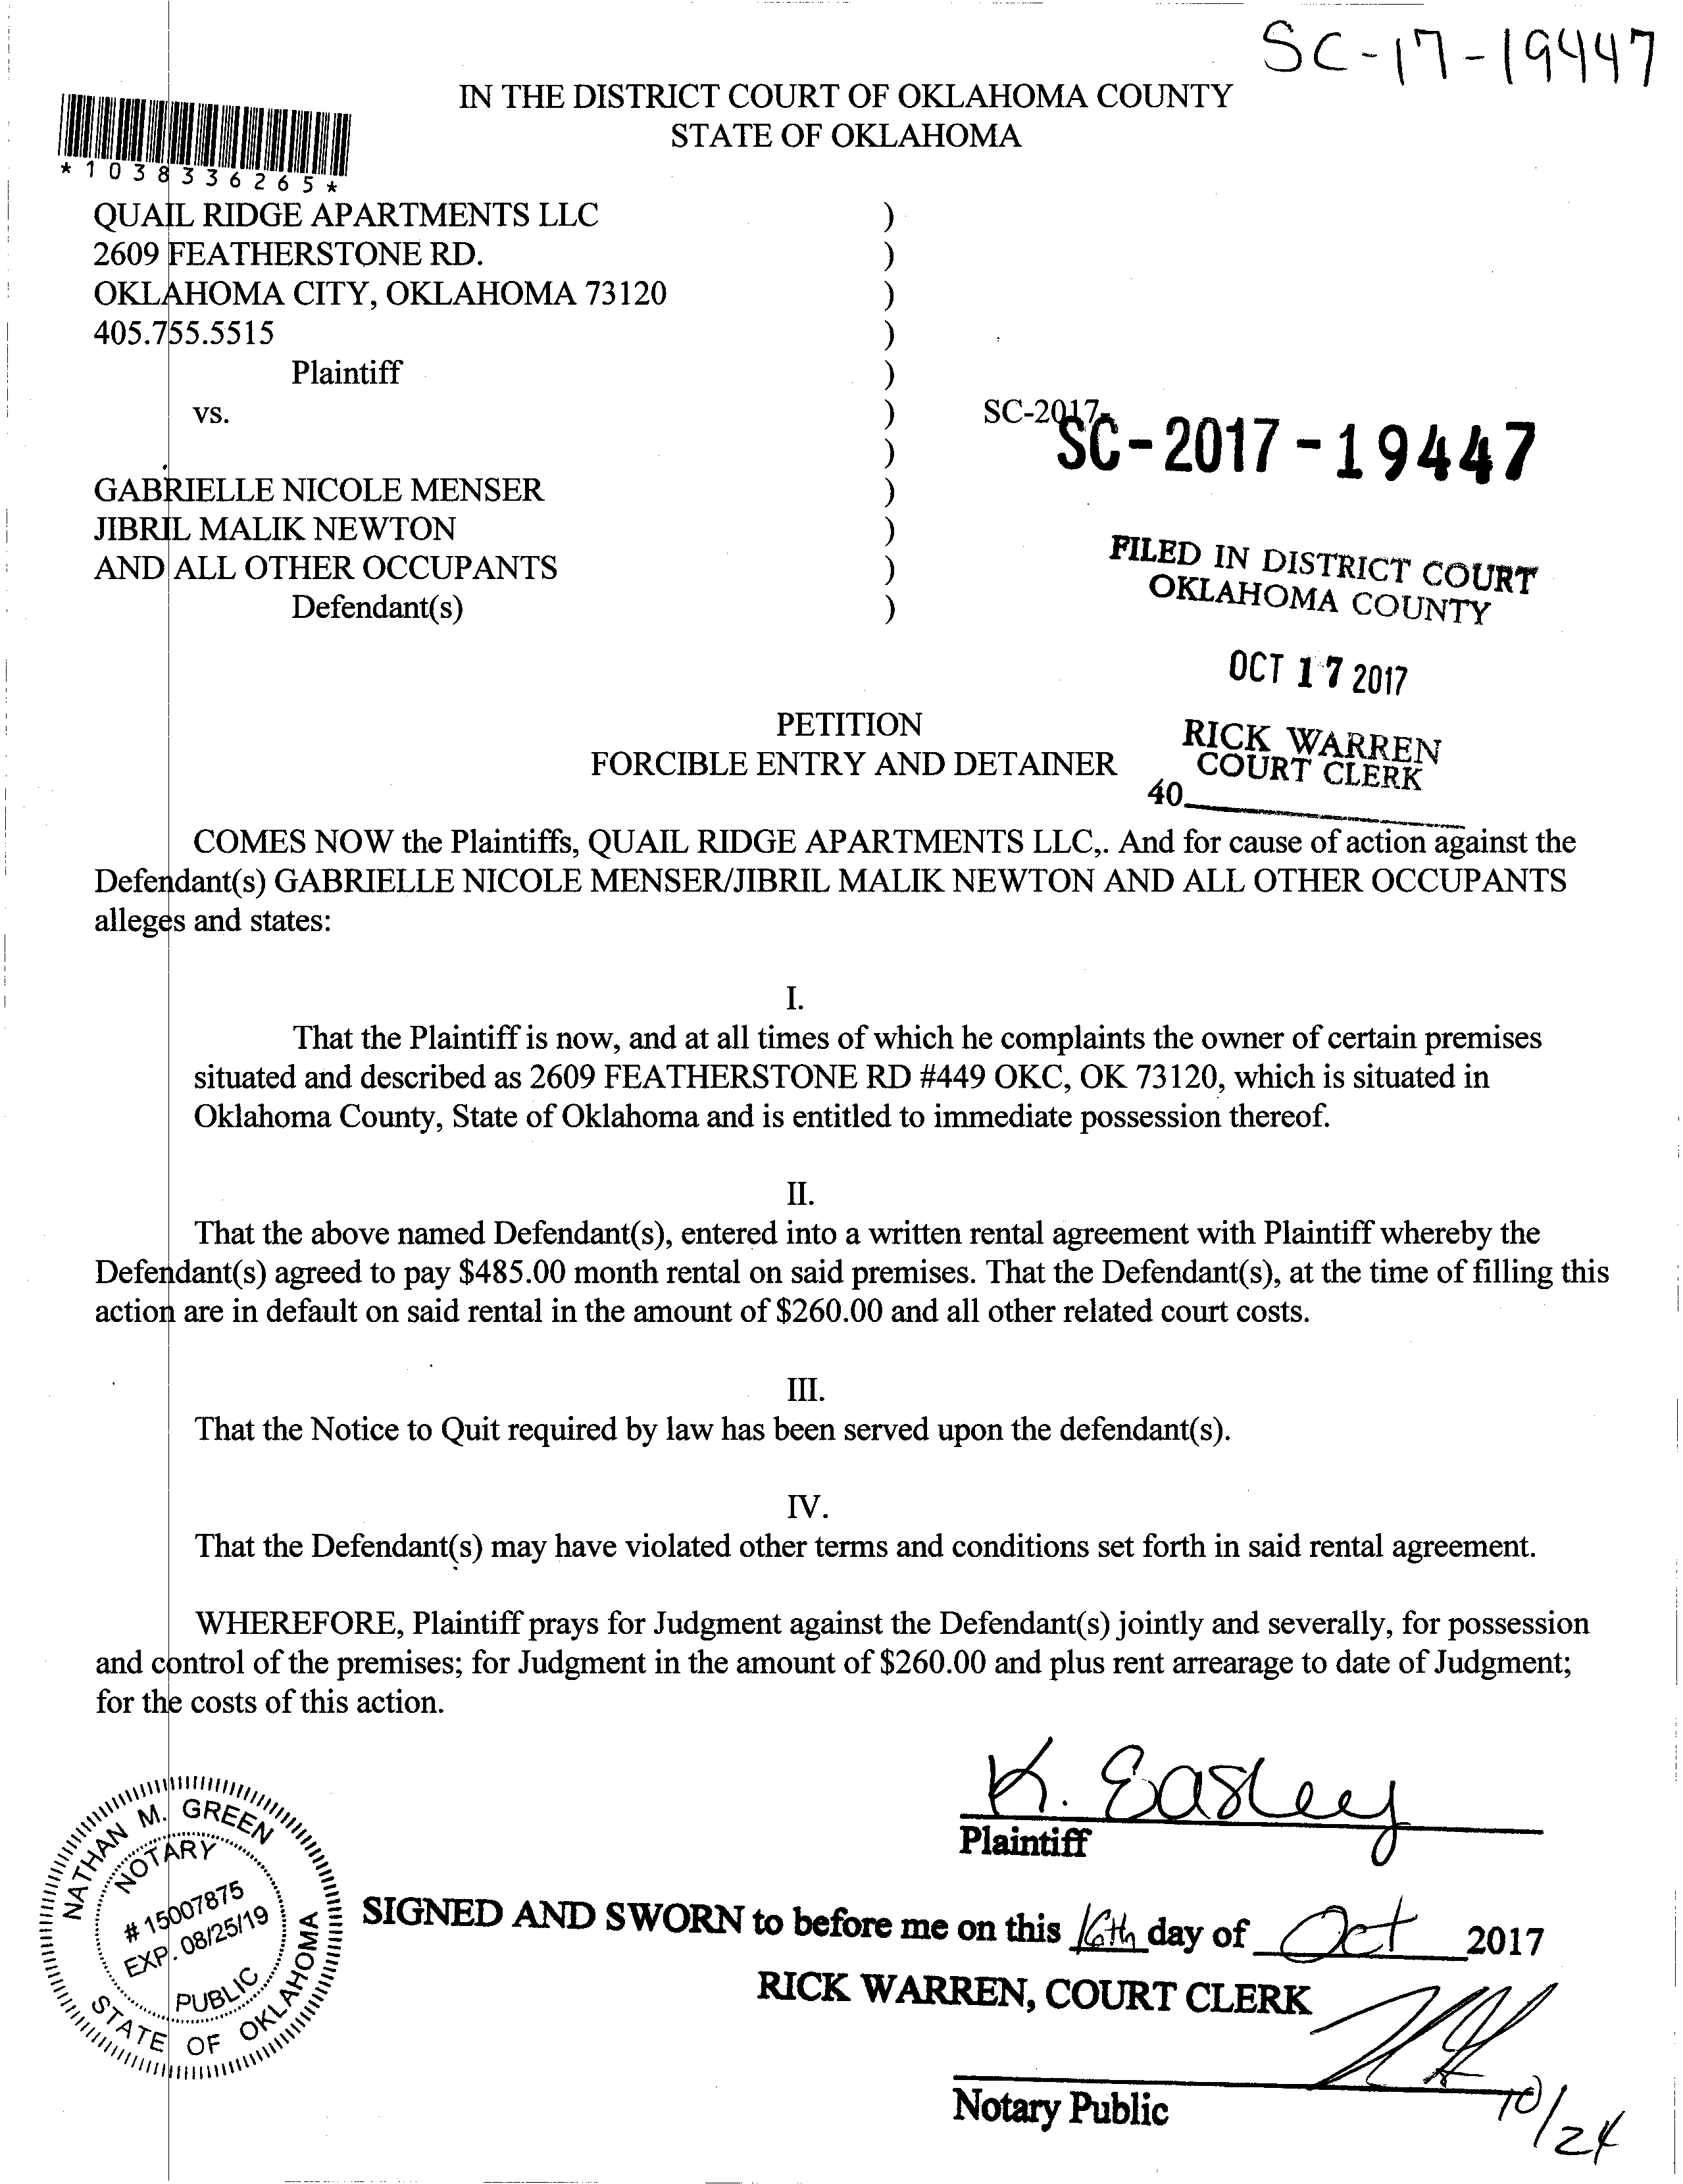 SC-17-19447
IN THE DISTRICT COURT OF OKLAHOMA COUNTY
STATE OF OKLAHOMA
*1038336265*
QUAIL RIDGE APARTMENTS LLC )
2609 FEATHERSTONE RD. )
OKLAHOMA CITY, OKLAHOMA 73120 )
405.755.5515 )
Plaintiff )
vs. ) SC-2017-
) SC-2017-19447
GABRIELLE NICOLE MENSER )
JIBRIL MALIK NEWTON )
AND ALL OTHER OCCUPANTS )
Defendant(s) )
FILED IN DISTRICT COURT
OKLAHOMA COUNTY
OCT 17 2017
RICK WARREN
COURT CLERK
40
PETITION
FORCIBLE ENTRY AND DETAINER
COMES NOW the Plaintiffs, QUAIL RIDGE APARTMENTS LLC,. And for cause of action against the
Defendant(s) GABRIELLE NICOLE MENSER/JIBRIL MALIK NEWTON AND ALL OTHER OCCUPANTS
alleges and states:
I.
That the Plaintiff is now, and at all times of which he complaints the owner of certain premises
situated and described as 2609 FEATHERSTONE RD #449 OKC, OK 73120, which is situated in
Oklahoma County, State of Oklahoma and is entitled to immediate possession thereof.
II.
That the above named Defendant(s), entered into a written rental agreement with Plaintiff whereby the
Defendant(s) agreed to pay $485.00 month rental on said premises. That the Defendant(s), at the time of filling this
action are in default on said rental in the amount of $260.00 and all other related court costs.
III.
That the Notice to Quit required by law has been served upon the defendant(s).
IV.
That the Defendant(s) may have violated other terms and conditions set forth in said rental agreement.
WHEREFORE, Plaintiff prays for Judgment against the Defendant(s) jointly and severally, for possession
and control of the premises; for Judgment in the amount of $260.00 and plus rent arrearage to date of Judgment;
for the costs of this action.
K. Easley
Plaintiff
NATHAN M. GREEN
NOTARY
# 15007875
EXP. 08/25/19
PUBLIC
STATE OF OKLAHOMA
SIGNED AND SWORN to before me on this 16th day of Oct 2017
RICK WARREN, COURT CLERK
Notary Public
10/24